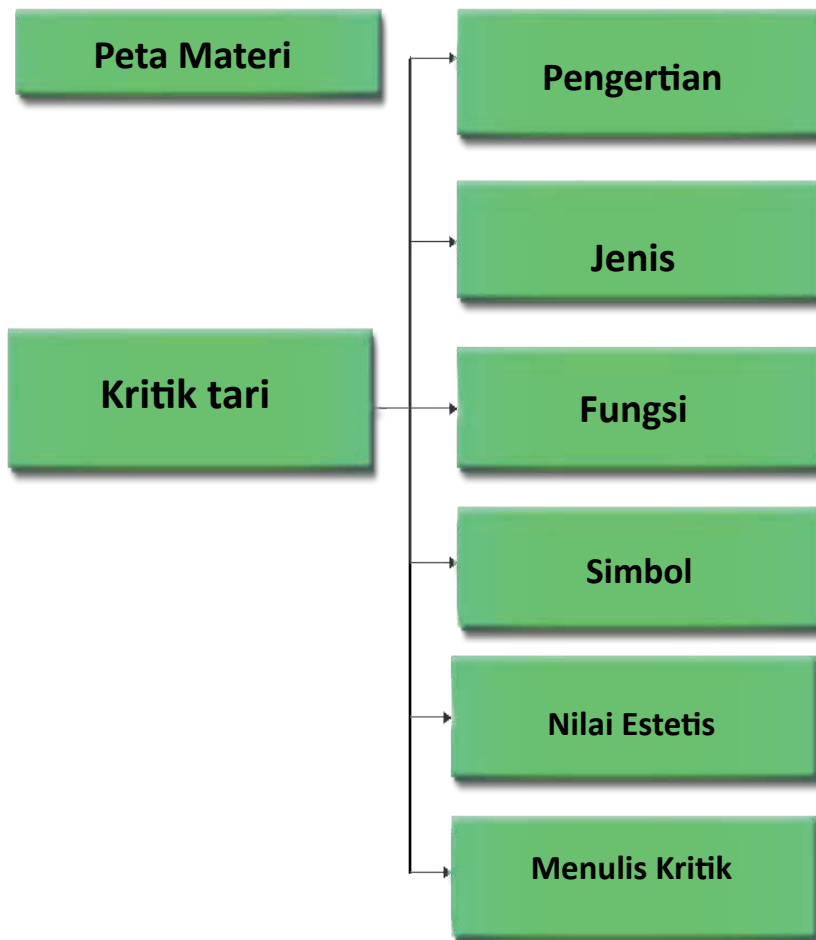 Peta Materi
Kritik tari
Pengertian
Jenis
Fungsi
Simbol
Nilai Estetis
Menulis Kritik